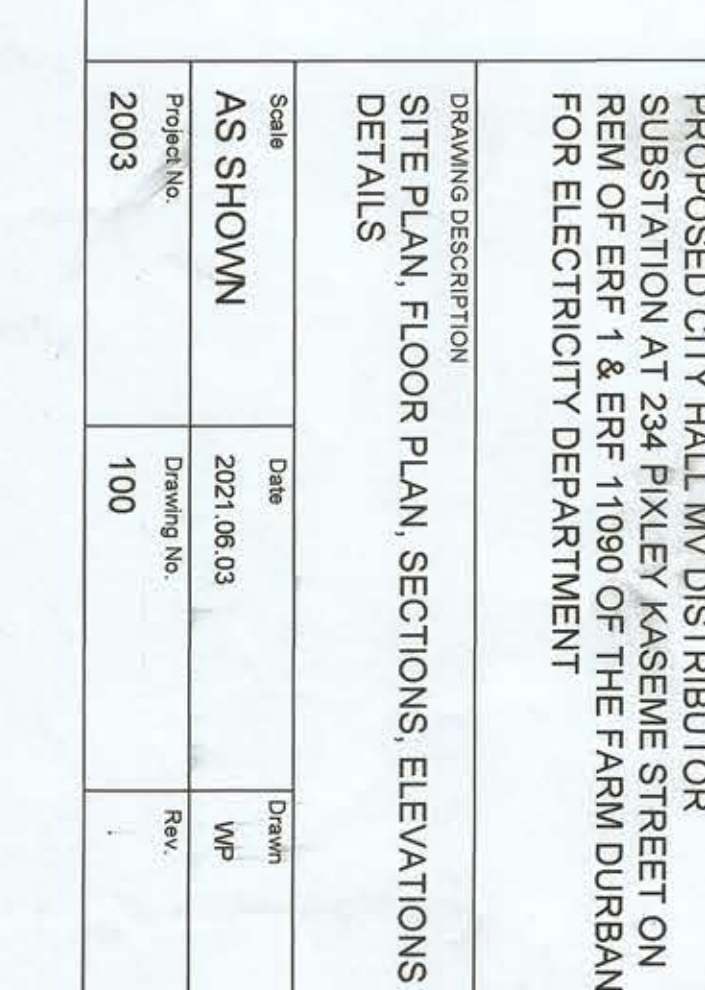 PROPOSED CITY HALL MV DISTRIBUTOR
SUBSTATION AT 234 PIXLEY KASEME STREET ON
REM OF ERF 1 & ERF 11090 OF THE FARM DURBAN
FOR ELECTRICITY DEPARTMENT
DRAWING DESCRIPTION
SITE PLAN, FLOOR PLAN, SECTIONS, ELEVATIONS
DETAILS
Scale
AS SHOWN
Date
2021.06.03
Drawn
WP
Project No.
2003
Drawing No.
100
Rev.